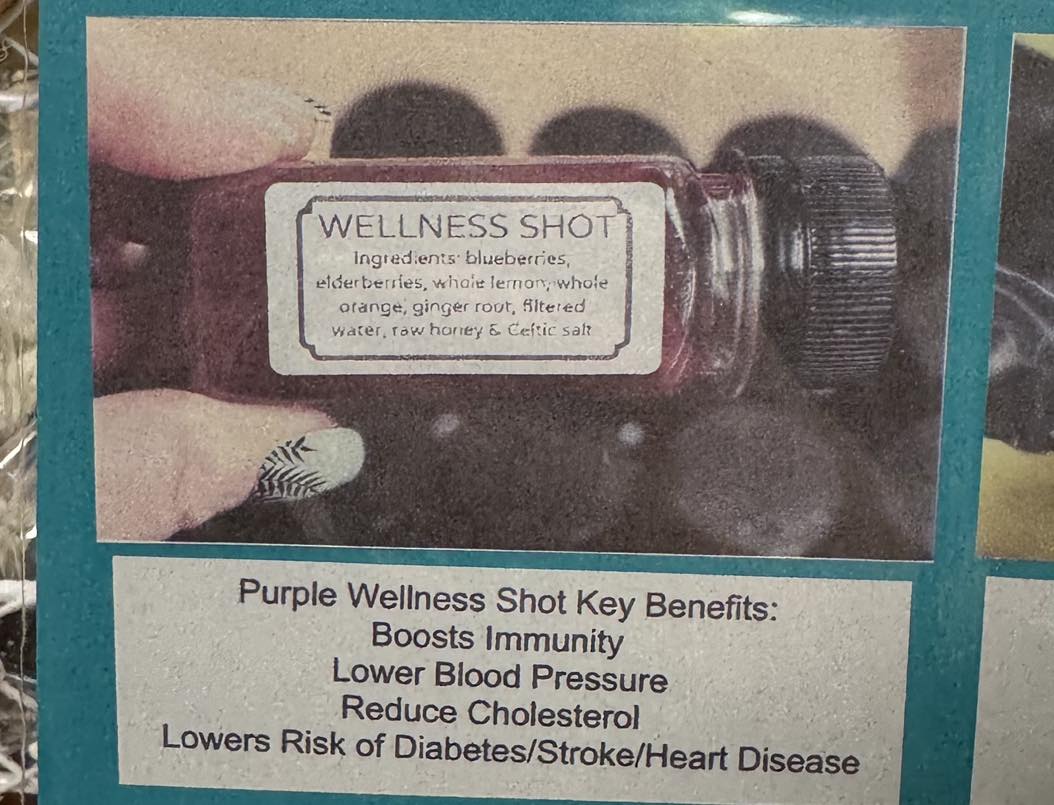 WELLNESS SHOT
Ingredients: blueberries,
elderberries, whole lemon, whole
orange, ginger root, filtered
water, raw honey & Celtic salt
Purple Wellness Shot Key Benefits:
Boosts Immunity
Lower Blood Pressure
Reduce Cholesterol
Lowers Risk of Diabetes/Stroke/Heart Disease